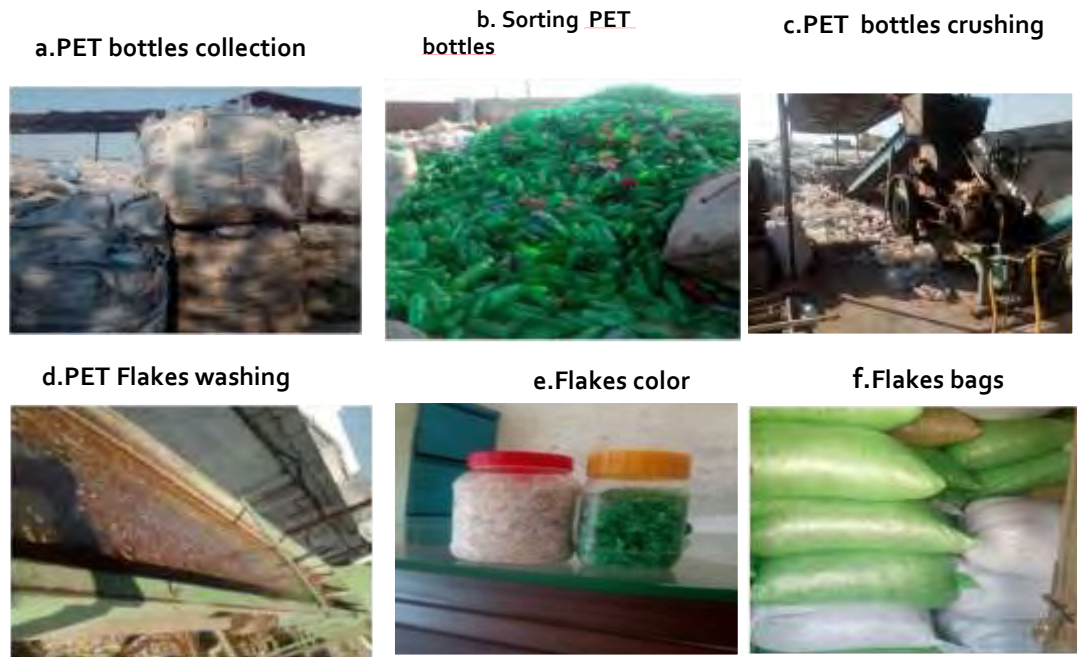 a.PET bottles collection
b. Sorting PET
bottles
c.PET bottles crushing
d.PET Flakes washing
e.Flakes color
f.Flakes bags